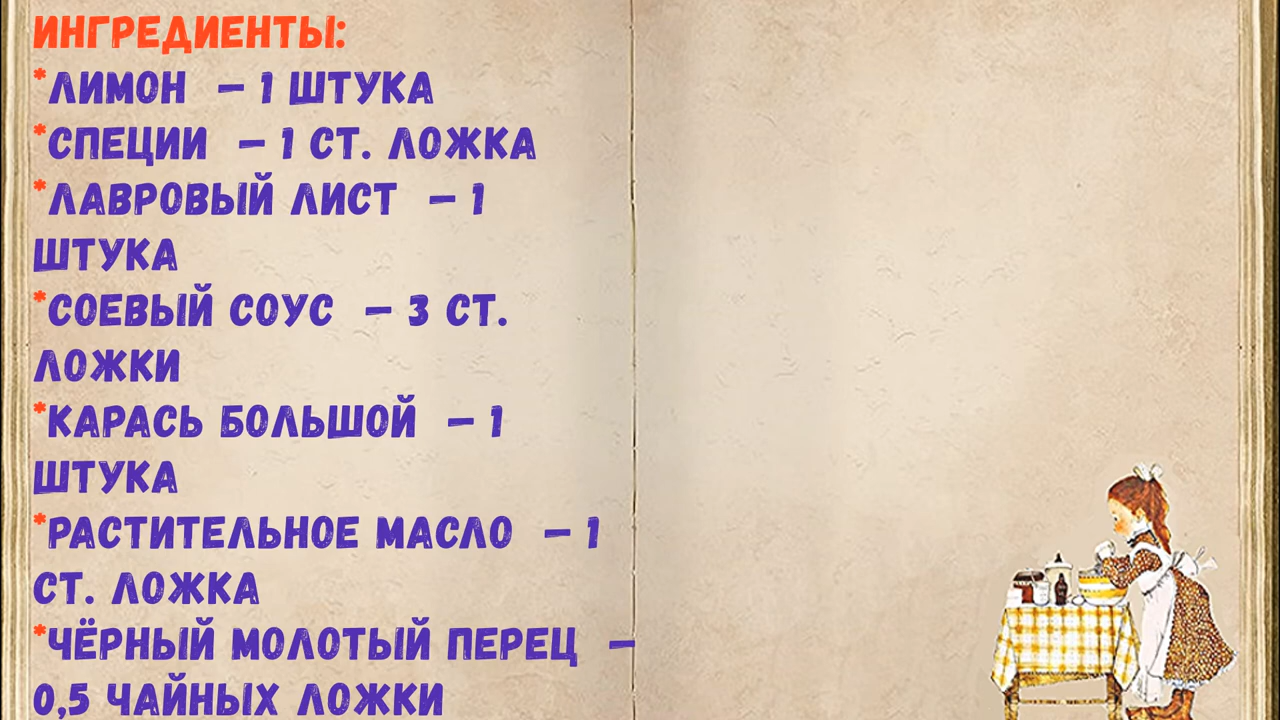 ИНГРЕДИЕНТЫ:
*ЛИМОН – 1 ШТУКА
*СПЕЦИИ – 1 СТ. ЛОЖКА
*ЛАВРОВЫЙ ЛИСТ – 1
ШТУКА
*СОЕВЫЙ СОУС – 3 СТ.
ЛОЖКИ
*КАРАСЬ БОЛЬШОЙ – 1
ШТУКА
*РАСТИТЕЛЬНОЕ МАСЛО – 1
СТ. ЛОЖКА
*ЧЁРНЫЙ МОЛОТЫЙ ПЕРЕЦ –
0,5 ЧАЙНЫХ ЛОЖКИ